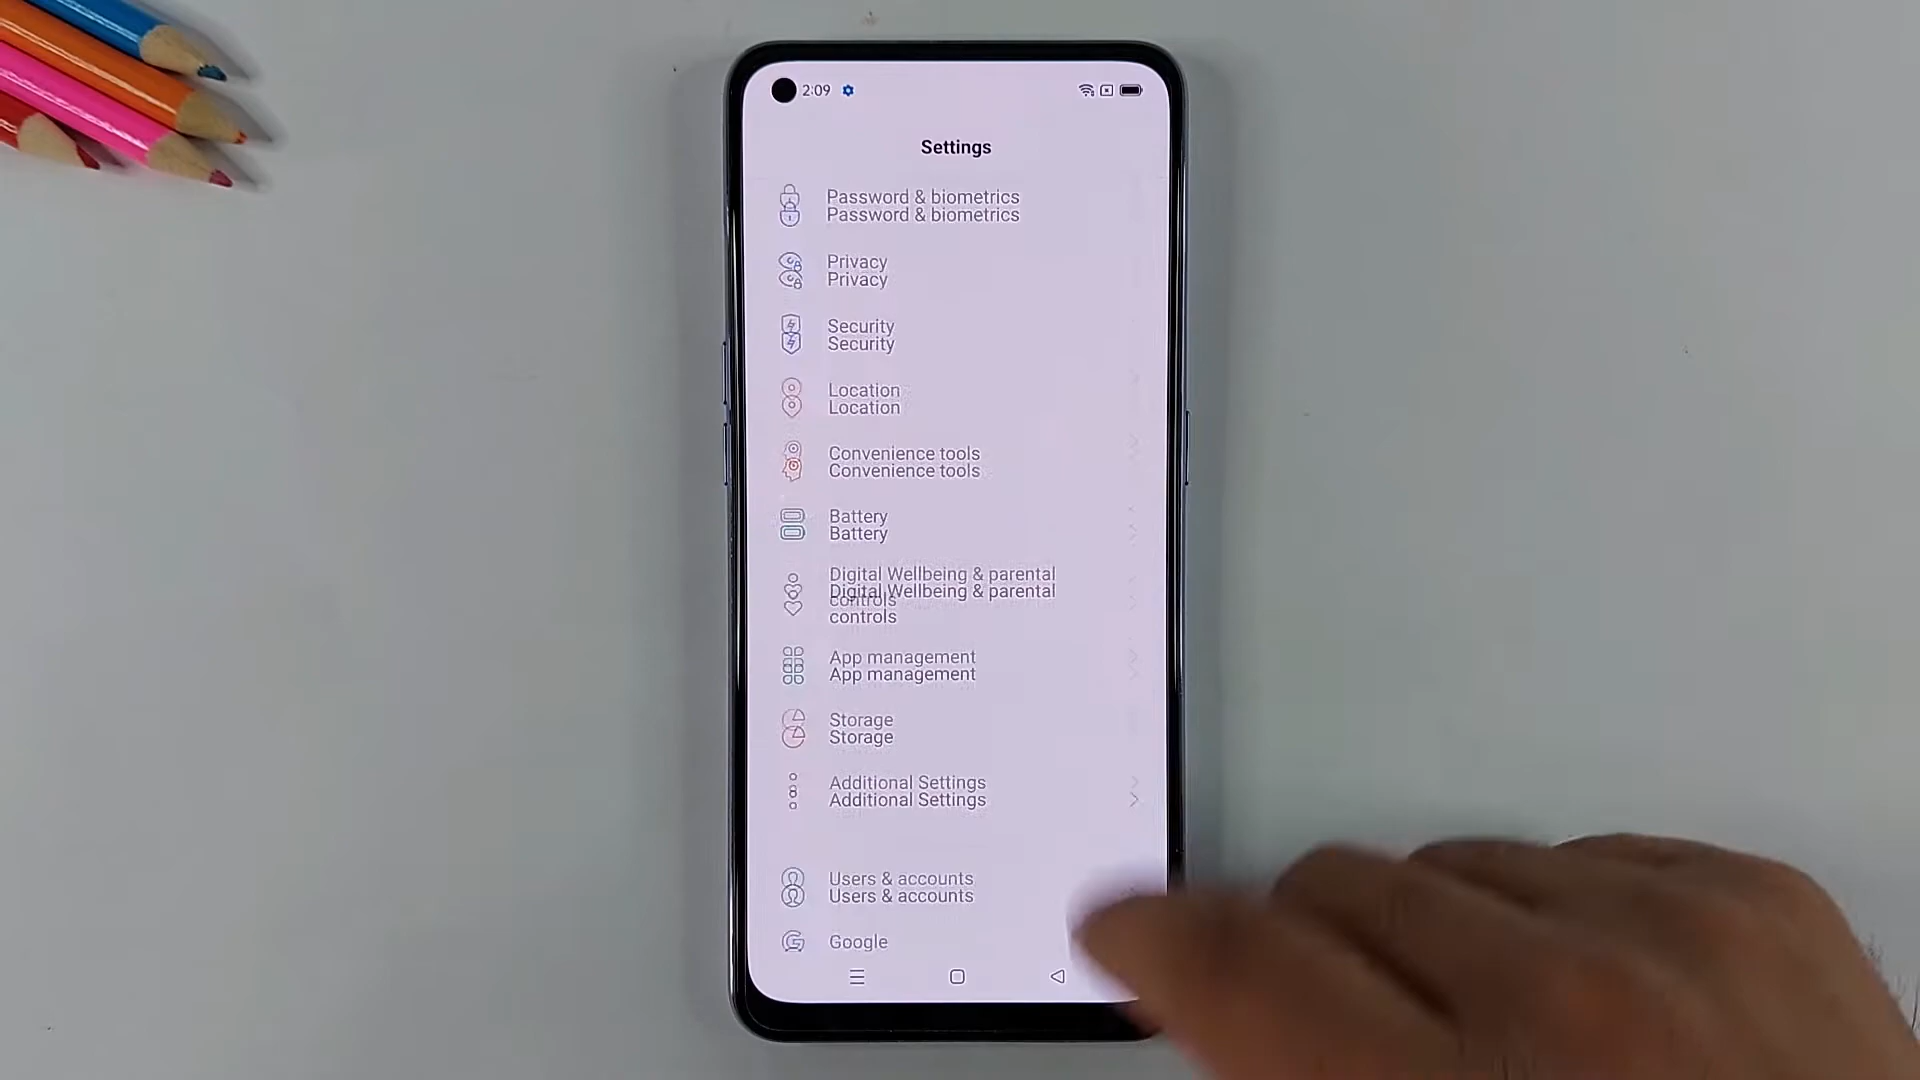 2:09
Settings
Password & biometrics
Password & biometrics
Privacy
Privacy
Security
Security
Location
Location
Convenience tools
Convenience tools
Battery
Battery
Digital Wellbeing & parental
Digital Wellbeing & parental
controls
controls
App management
App management
Storage
Storage
Additional Settings
Additional Settings
Users & accounts
Users & accounts
Google